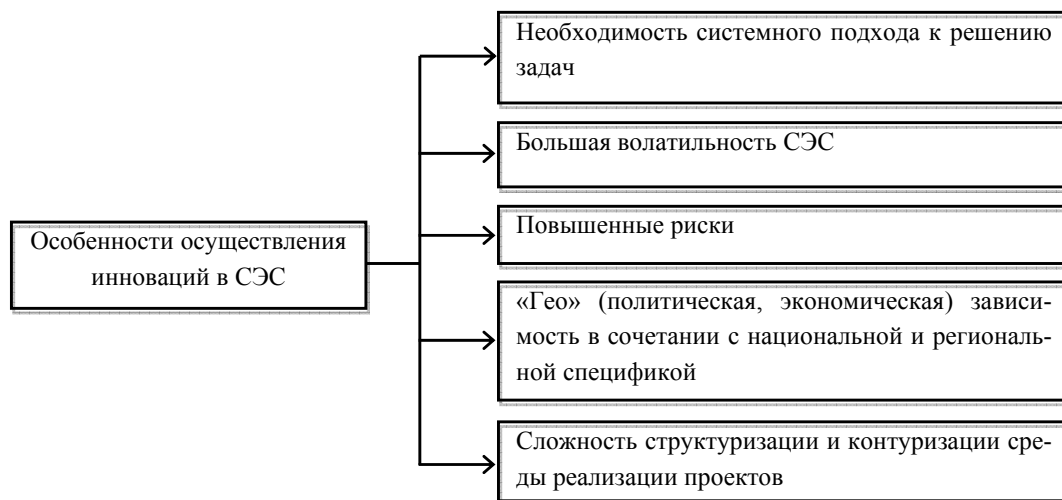 Необходимость системного подхода к решению
задач
Большая волатильность СЭС
Повышенные риски
Особенности осуществления
инноваций в СЭС
«Гео» (политическая, экономическая) зависи-
мость в сочетании с национальной и региональ-
ной спецификой
Сложность структуризации и контуризации сре-
ды реализации проектов